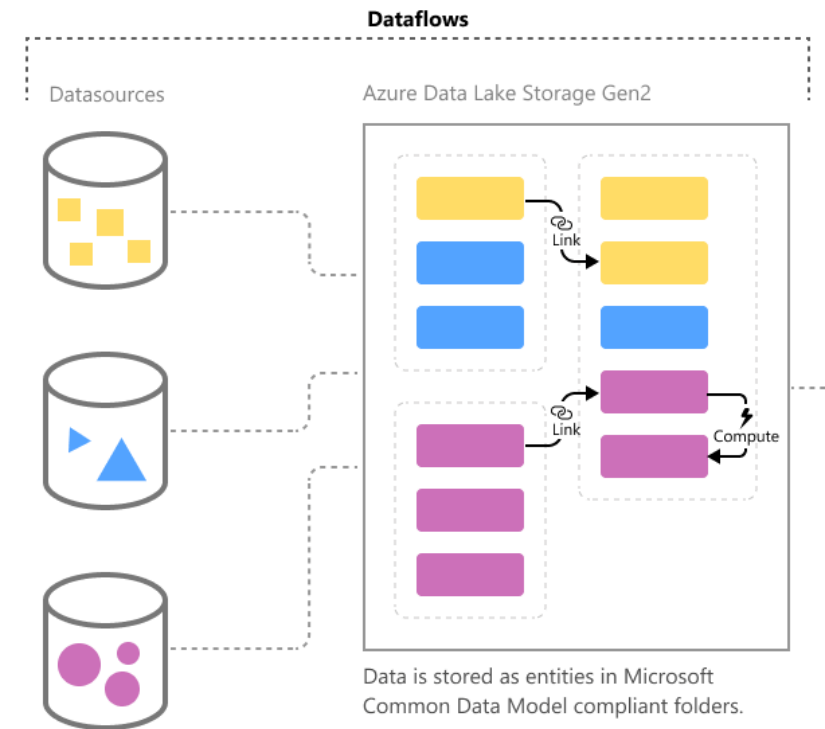 Dataflows
Datasources
Azure Data Lake Storage Gen2
Link
Link
Compute
Data is stored as entities in Microsoft
Common Data Model compliant folders.